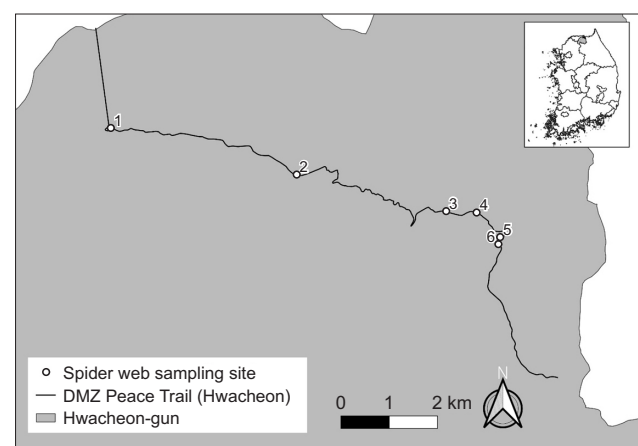 1
2
3
4
5
6
Spider web sampling site
DMZ Peace Trail (Hwacheon)
Hwacheon-gun
0 1 2 km
N